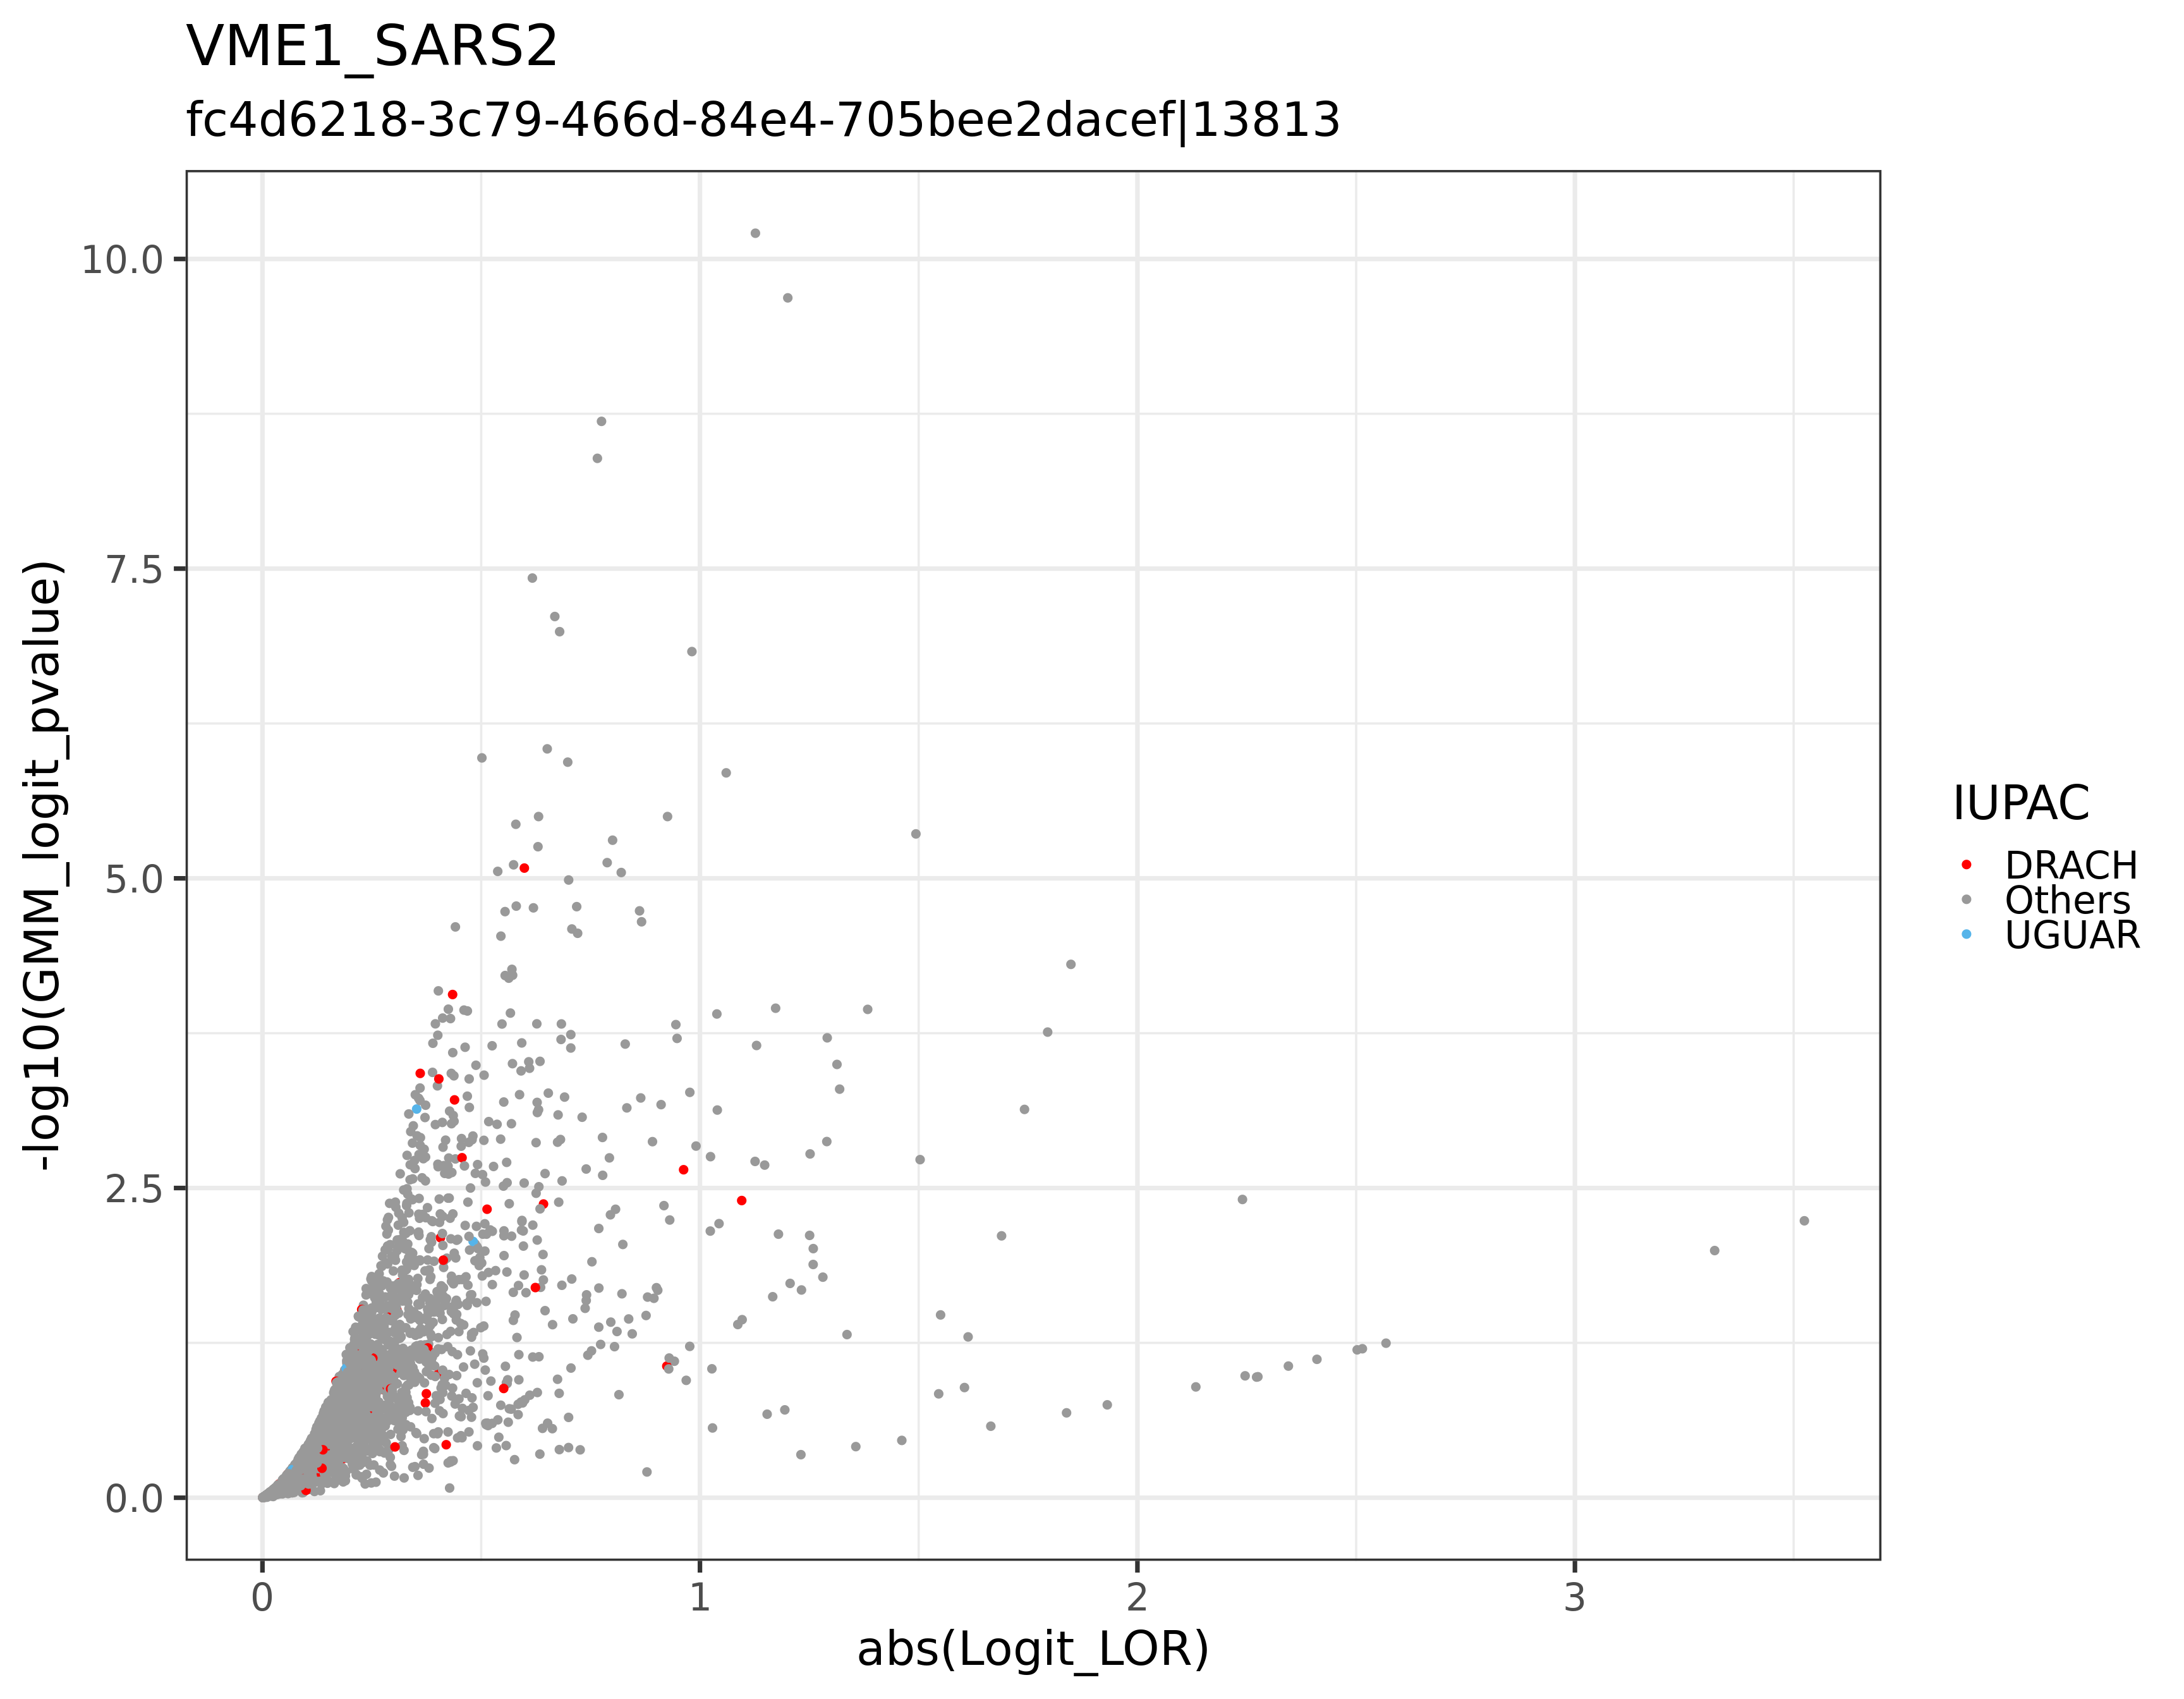 VME1_SARS2
fc4d6218-3c79-466d-84e4-705bee2dacef|13813
-log10(GMM_logit_pvalue)
10.0
7.5
5.0
2.5
0.0
0
1
2
3
abs(Logit_LOR)
IUPAC
DRACH
Others
UGUAR